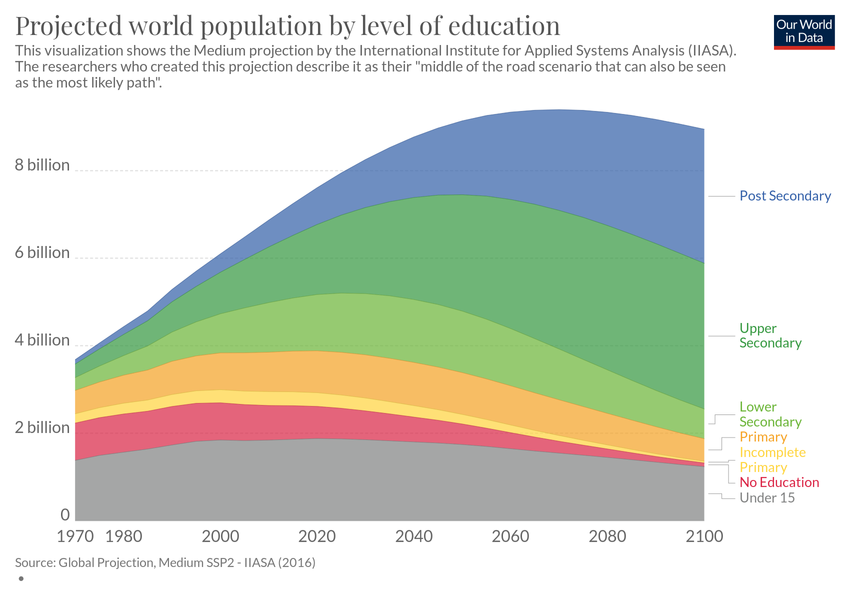 Projected world population by level of education
Our World
in Data
This visualization shows the Medium projection by the International Institute for Applied Systems Analysis (IIASA).
The researchers who created this projection describe it as their "middle of the road scenario that can also be seen
as the most likely path".
8 billion
6 billion
4 billion
2 billion
0
1970 1980 2000 2020 2040 2060 2080 2100
Post Secondary
Upper
Secondary
Lower
Secondary
Primary
Incomplete
Primary
No Education
Under 15
Source: Global Projection, Medium SSP2 - IIASA (2016)